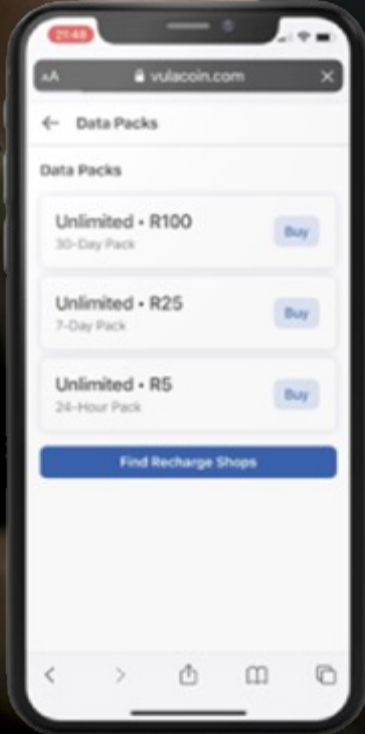 21:48
AA vulacoin.com
Data Packs
Data Packs
Unlimited • R100
30-Day Pack
Buy
Unlimited • R25
7-Day Pack
Buy
Unlimited • R5
24-Hour Pack
Buy
Find Recharge Shops